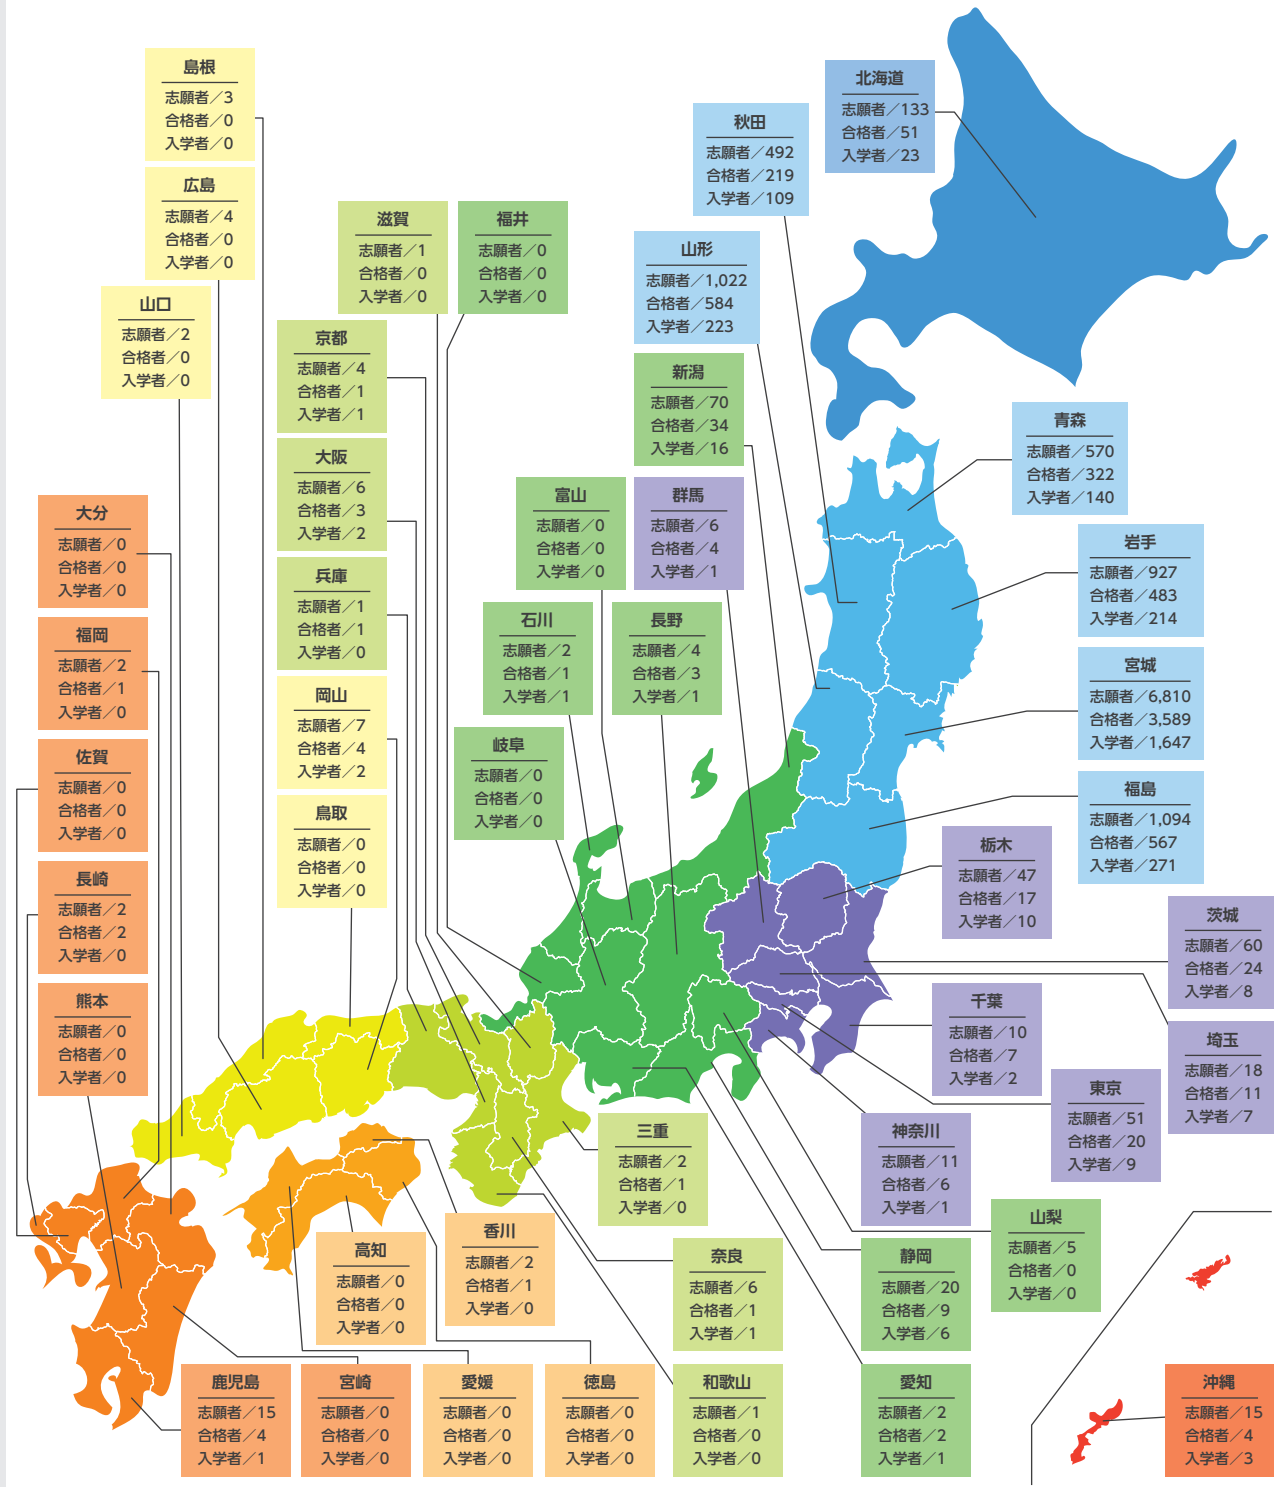 北海道
志願者／133
合格者／51
入学者／23
青森
志願者／570
合格者／322
入学者／140
岩手
志願者／927
合格者／483
入学者／214
宮城
志願者／6,810
合格者／3,589
入学者／1,647
福島
志願者／1,094
合格者／567
入学者／271
秋田
志願者／492
合格者／219
入学者／109
山形
志願者／1,022
合格者／584
入学者／223
新潟
志願者／70
合格者／34
入学者／16
群馬
志願者／6
合格者／4
入学者／1
富山
志願者／0
合格者／0
入学者／0
石川
志願者／2
合格者／1
入学者／1
長野
志願者／4
合格者／3
入学者／1
岐阜
志願者／0
合格者／0
入学者／0
福井
志願者／0
合格者／0
入学者／0
滋賀
志願者／1
合格者／0
入学者／0
京都
志願者／4
合格者／1
入学者／1
大阪
志願者／6
合格者／3
入学者／2
兵庫
志願者／1
合格者／1
入学者／0
岡山
志願者／7
合格者／4
入学者／2
鳥取
志願者／0
合格者／0
入学者／0
島根
志願者／3
合格者／0
入学者／0
広島
志願者／4
合格者／0
入学者／0
山口
志願者／2
合格者／0
入学者／0
大分
志願者／0
合格者／0
入学者／0
福岡
志願者／2
合格者／1
入学者／0
佐賀
志願者／0
合格者／0
入学者／0
長崎
志願者／2
合格者／2
入学者／0
熊本
志願者／0
合格者／0
入学者／0
栃木
志願者／47
合格者／17
入学者／10
茨城
志願者／60
合格者／24
入学者／8
千葉
志願者／10
合格者／7
入学者／2
埼玉
志願者／18
合格者／11
入学者／7
東京
志願者／51
合格者／20
入学者／9
神奈川
志願者／11
合格者／6
入学者／1
山梨
志願者／5
合格者／0
入学者／0
静岡
志願者／20
合格者／9
入学者／6
愛知
志願者／2
合格者／2
入学者／1
三重
志願者／2
合格者／1
入学者／0
奈良
志願者／6
合格者／1
入学者／1
和歌山
志願者／1
合格者／0
入学者／0
香川
志願者／2
合格者／1
入学者／0
高知
志願者／0
合格者／0
入学者／0
徳島
志願者／0
合格者／0
入学者／0
愛媛
志願者／0
合格者／0
入学者／0
宮崎
志願者／0
合格者／0
入学者／0
鹿児島
志願者／15
合格者／4
入学者／1
沖縄
志願者／15
合格者／4
入学者／3